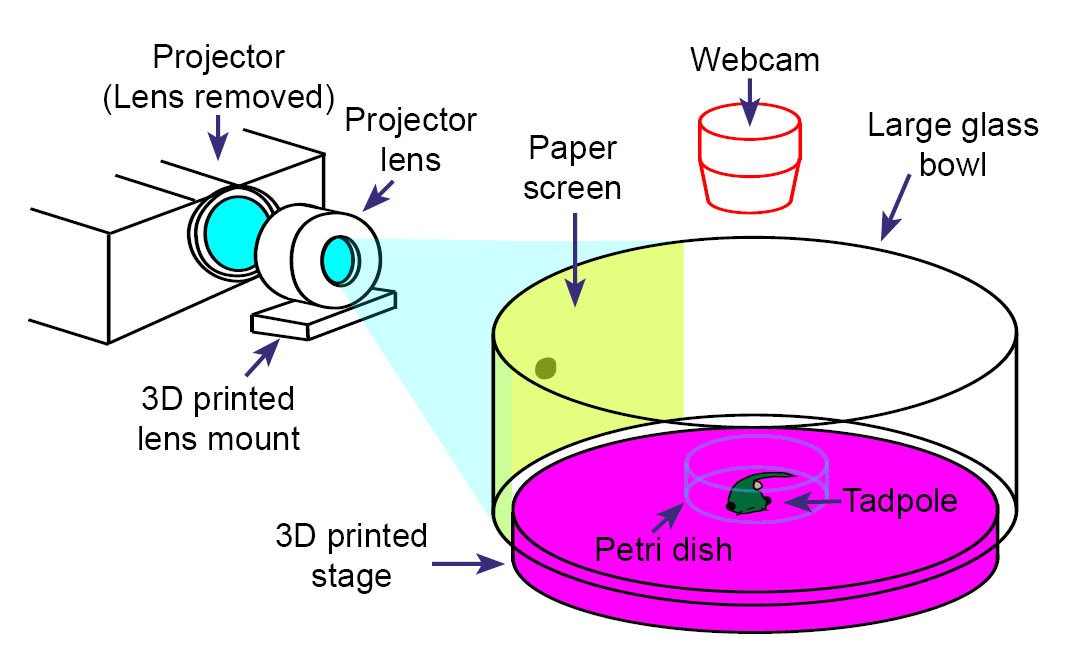 Projector
(Lens removed)
Projector
lens
Webcam
Paper
screen
Large glass
bowl
3D printed
lens mount
3D printed
stage
Petri dish
Tadpole